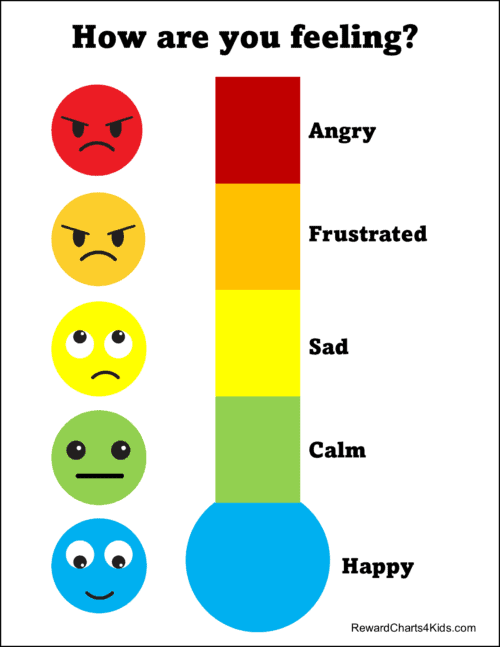 How are you feeling?
Angry
Frustrated
Sad
Calm
Happy
RewardCharts4Kids.com